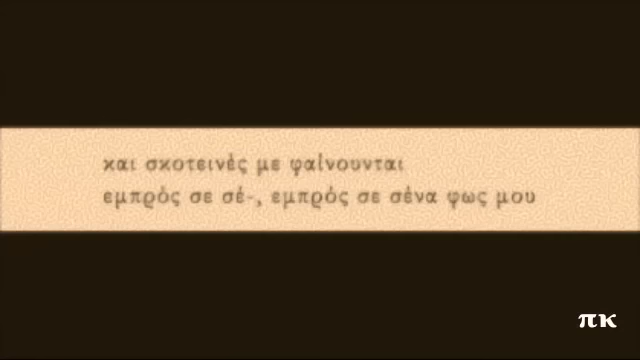 και σκοτεινές με φαίνουνται
εμπρός σε σέ-, εμπρός σε σένα φως μου
πκ